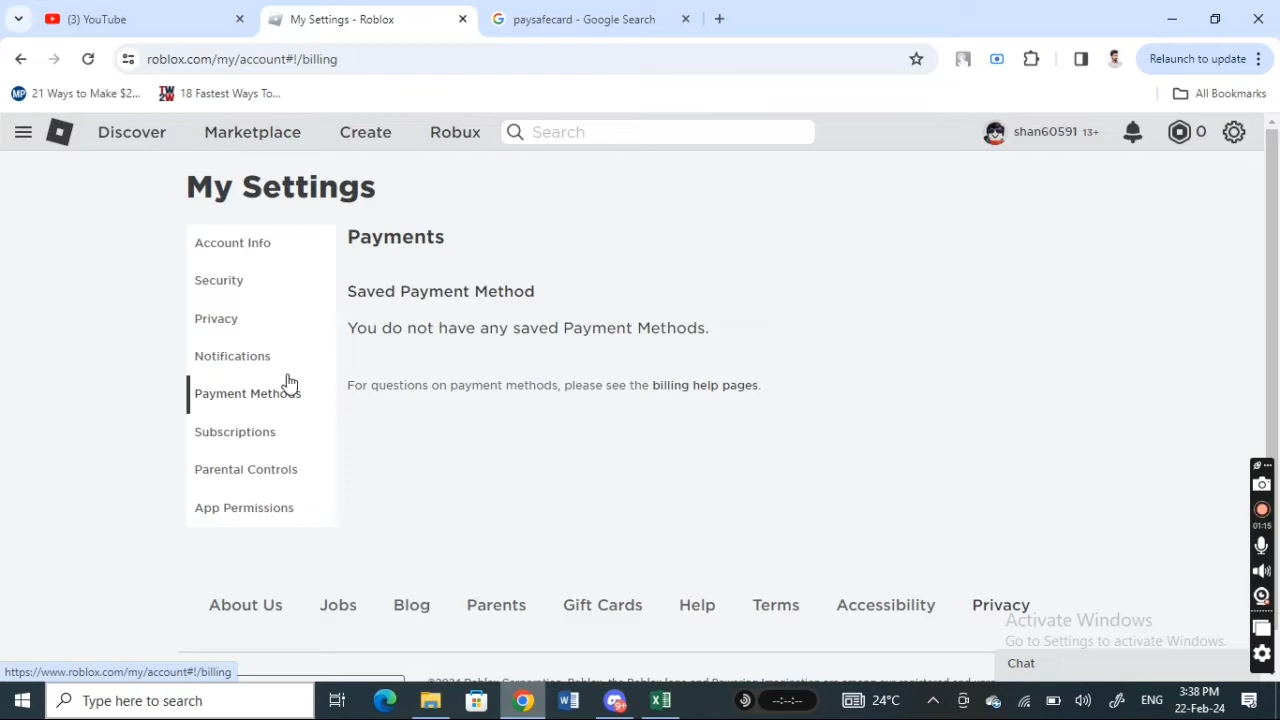 (3) YouTube
My Settings - Roblox
paysafecard - Google Search
roblox.com/my/account#!/billing
Relaunch to update
MP 21 Ways to Make $2...
18 Fastest Ways To...
All Bookmarks
Discover
Marketplace
Create
Robux
Search
shan60591 13+
0
My Settings
Account Info
Security
Privacy
Notifications
Payment Methods
Subscriptions
Parental Controls
App Permissions
Payments
Saved Payment Method
You do not have any saved Payment Methods.
For questions on payment methods, please see the billing help pages.
01:15
About Us
Jobs
Blog
Parents
Gift Cards
Help
Terms
Accessibility
Privacy
Activate Windows
Go to Settings to activate Windows.
Chat
https://www.roblox.com/my/account#!/billing
Type here to search
9+
--:--:--
24°C
ENG
3:38 PM
22-Feb-24